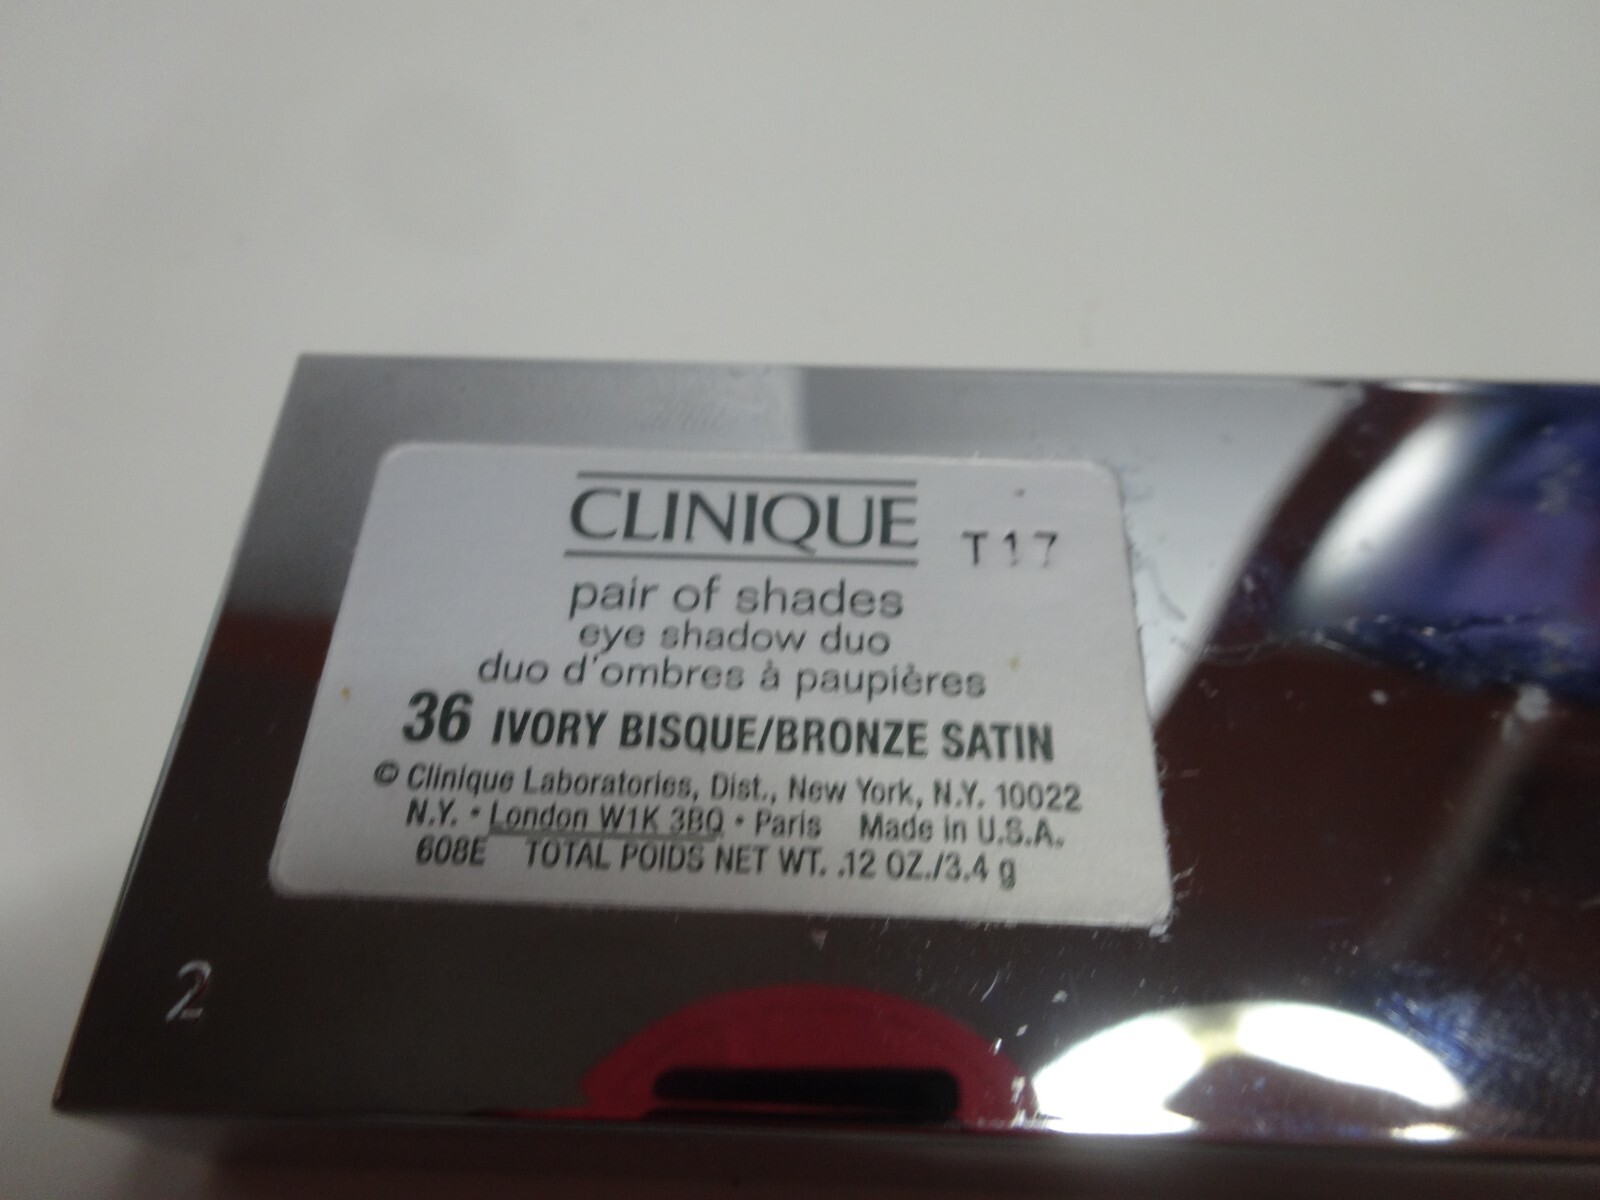 CLINIQUE T17
pair of shades
eye shadow duo
duo d'ombres à paupières
36 IVORY BISQUE/BRONZE SATIN
© Clinique Laboratories, Dist., New York, N.Y. 10022
N.Y. • London W1K 3BQ • Paris Made in U.S.A.
608E TOTAL POIDS NET WT. .12 OZ./3.4 g
2